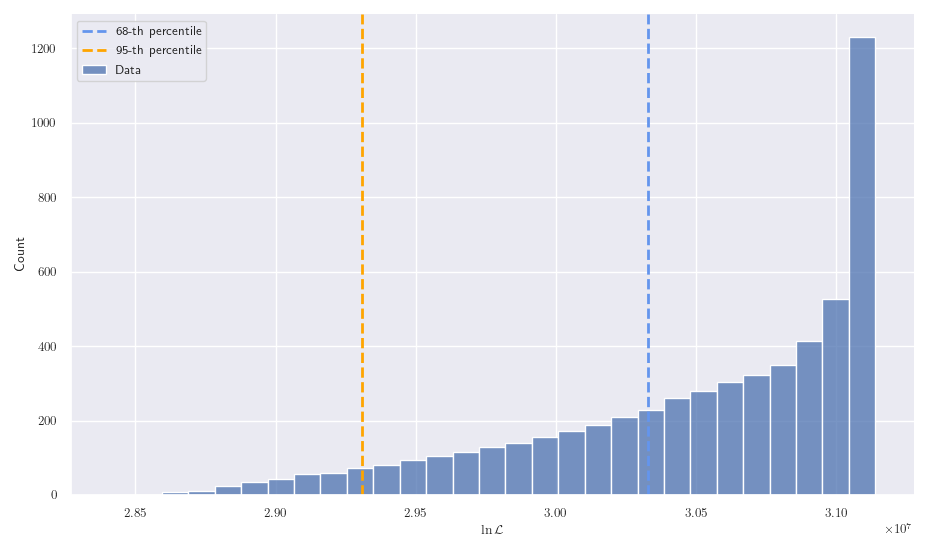 68-th percentile
95-th percentile
Data
1200
1000
800
600
400
200
0
Count
2.85
2.90
2.95
3.00
3.05
3.10
ln ℒ
×10⁷